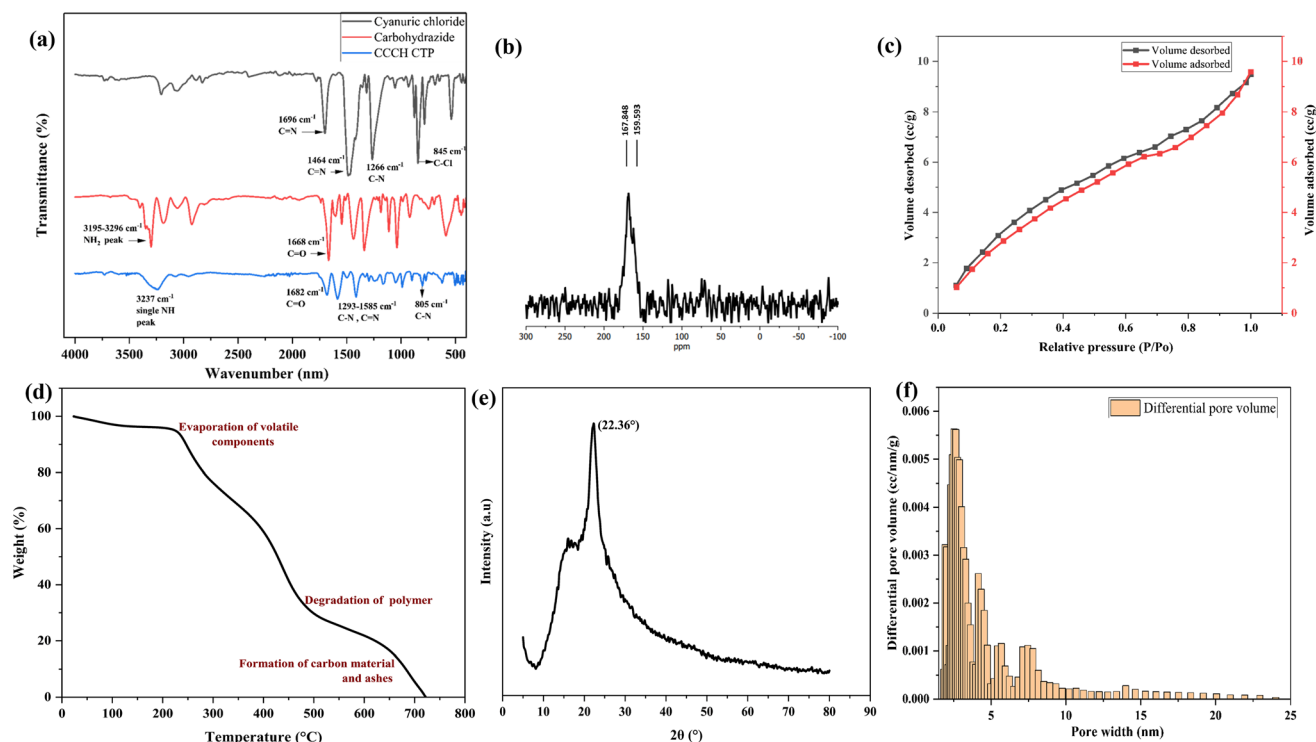 (a)
Cyanuric chloride
Carbohydrazide
CCCH CTP
1696 cm-1
C=N
1464 cm-1
C=N
1266 cm-1
C-N
845 cm-1
C-Cl
3195-3296 cm-1
NH2 peak
1668 cm-1
C=O
3237 cm-1
single NH
peak
1682 cm-1
C=O
1293-1585 cm-1
C-N , C=N
805 cm-1
C-N
Transmittance (%)
4000 3500 3000 2500 2000 1500 1000 500
Wavenumber (nm)
(b)
167.848
159.593
300 250 200 150 100 50 0 -50 -100
ppm
(c)
Volume desorbed
Volume adsorbed
Volume desorbed (cc/g)
10
8
6
4
2
0
Volume adsorbed (cc/g)
10
8
6
4
2
0
0.0 0.2 0.4 0.6 0.8 1.0
Relative pressure (P/Po)
(d)
Evaporation of volatile
components
Degradation of polymer
Formation of carbon material
and ashes
Weight (%)
100
80
60
40
20
0
0 100 200 300 400 500 600 700 800
Temperature (°C)
(e)
(22.36°)
Intensity (a.u)
0 10 20 30 40 50 60 70 80 90
2θ (°)
(f)
Differential pore volume
Differential pore volume (cc/nm/g)
0.006
0.005
0.004
0.003
0.002
0.001
0.000
5 10 15 20 25
Pore width (nm)